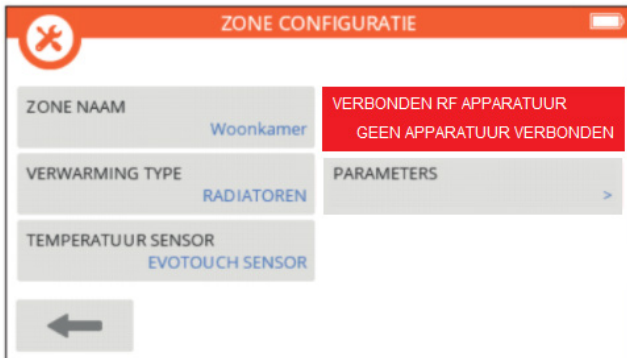 ZONE CONFIGURATIE
ZONE NAAM
Woonkamer
VERBONDEN RF APPARATUUR
GEEN APPARATUUR VERBONDEN
VERWARMING TYPE
RADIATOREN
PARAMETERS
>
TEMPERATUUR SENSOR
EVOTOUCH SENSOR